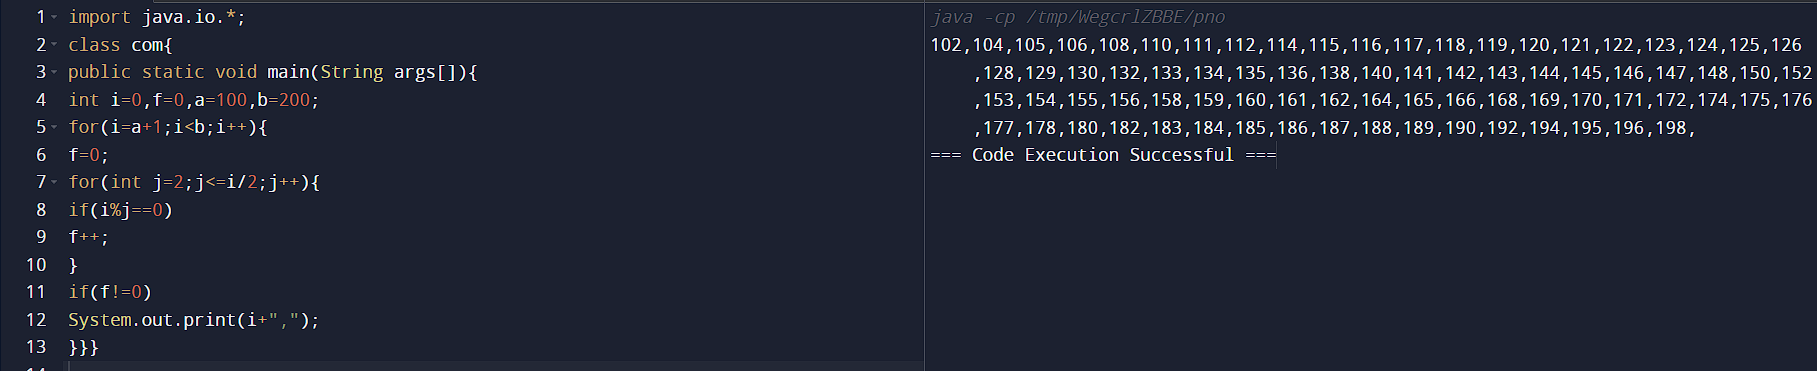 1 import java.io.*;
2 class com{
3 public static void main(String args[]){
4 int i=0,f=0,a=100,b=200;
5 for(i=a+1;i<b;i++){
6 f=0;
7 for(int j=2;j<=i/2;j++){
8 if(i%j==0)
9 f++;
10 }
11 if(f!=0)
12 System.out.print(i+",");
13 }}}
java -cp /tmp/WegcrlZBBE/pno
102,104,105,106,108,110,111,112,114,115,116,117,118,119,120,121,122,123,124,125,126
,128,129,130,132,133,134,135,136,138,140,141,142,143,144,145,146,147,148,150,152
,153,154,155,156,158,159,160,161,162,164,165,166,168,169,170,171,172,174,175,176
,177,178,180,182,183,184,185,186,187,188,189,190,192,194,195,196,198,
=== Code Execution Successful ===